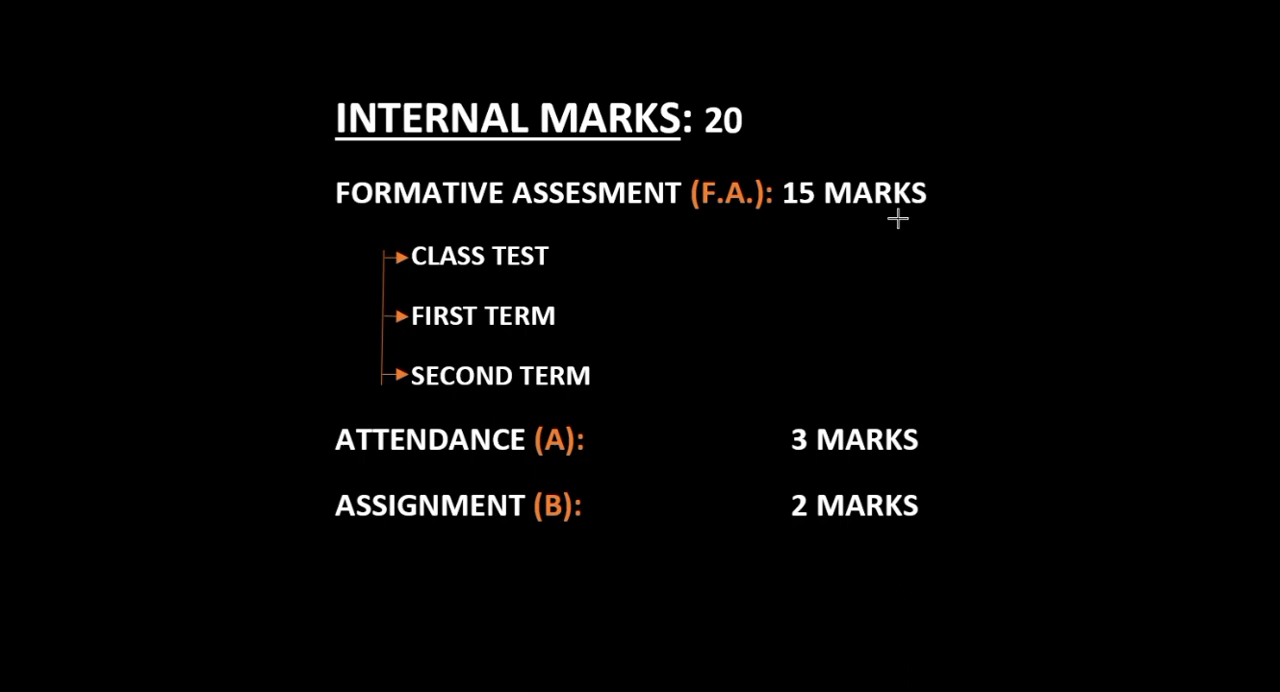 INTERNAL MARKS: 20
FORMATIVE ASSESMENT (F.A.): 15 MARKS
CLASS TEST
FIRST TERM
SECOND TERM
ATTENDANCE (A): 3 MARKS
ASSIGNMENT (B): 2 MARKS